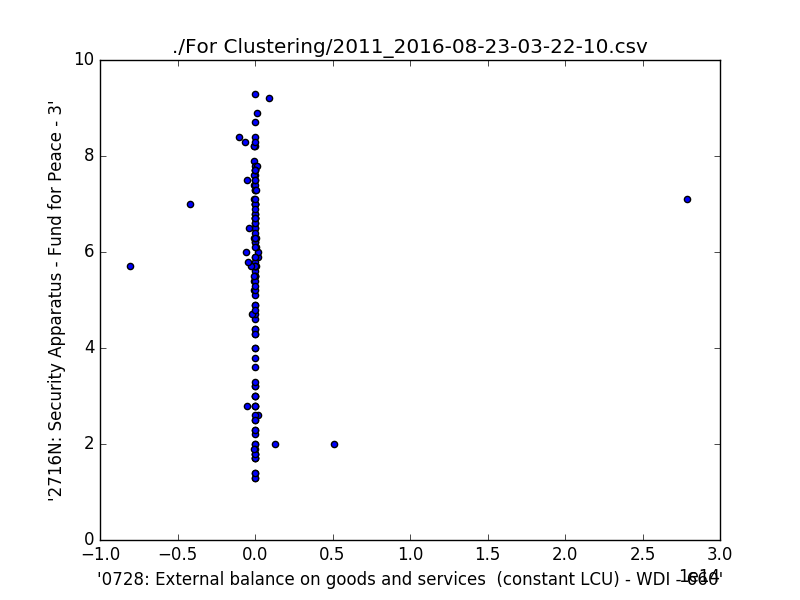 ./For Clustering/2011_2016-08-23-03-22-10.csv
'2716N: Security Apparatus - Fund for Peace - 3'
10
8
6
4
2
0
−1.0 −0.5 0.0 0.5 1.0 1.5 2.0 2.5 3.0
1e14
'0728: External balance on goods and services  (constant LCU) - WDI - 660'